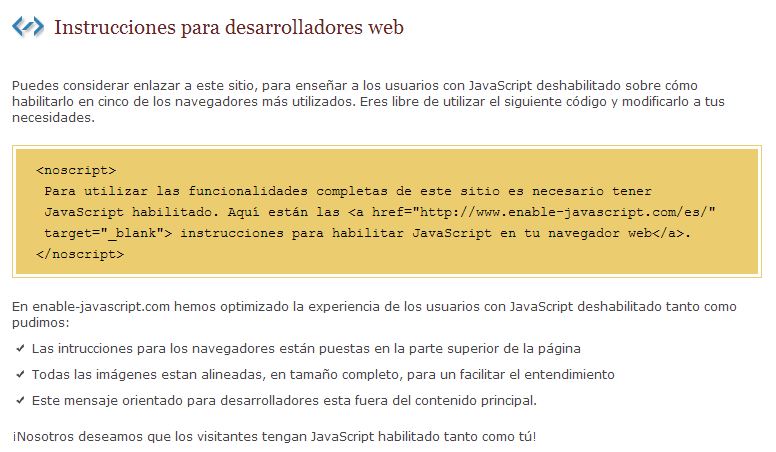 Instrucciones para desarrolladores web
Puedes considerar enlazar a este sitio, para enseñar a los usuarios con JavaScript deshabilitado sobre cómo
habilitarlo en cinco de los navegadores más utilizados. Eres libre de utilizar el siguiente código y modificarlo a tus
necesidades.
<noscript>
Para utilizar las funcionalidades completas de este sitio es necesario tener
JavaScript habilitado. Aquí están las <a href="http://www.enable-javascript.com/es/"
target="_blank"> instrucciones para habilitar JavaScript en tu navegador web</a>.
</noscript>
En enable-javascript.com hemos optimizado la experiencia de los usuarios con JavaScript deshabilitado tanto como
pudimos:
Las intrucciones para los navegadores están puestas en la parte superior de la página
Todas las imágenes estan alineadas, en tamaño completo, para un facilitar el entendimiento
Este mensaje orientado para desarrolladores esta fuera del contenido principal.
¡Nosotros deseamos que los visitantes tengan JavaScript habilitado tanto como tú!